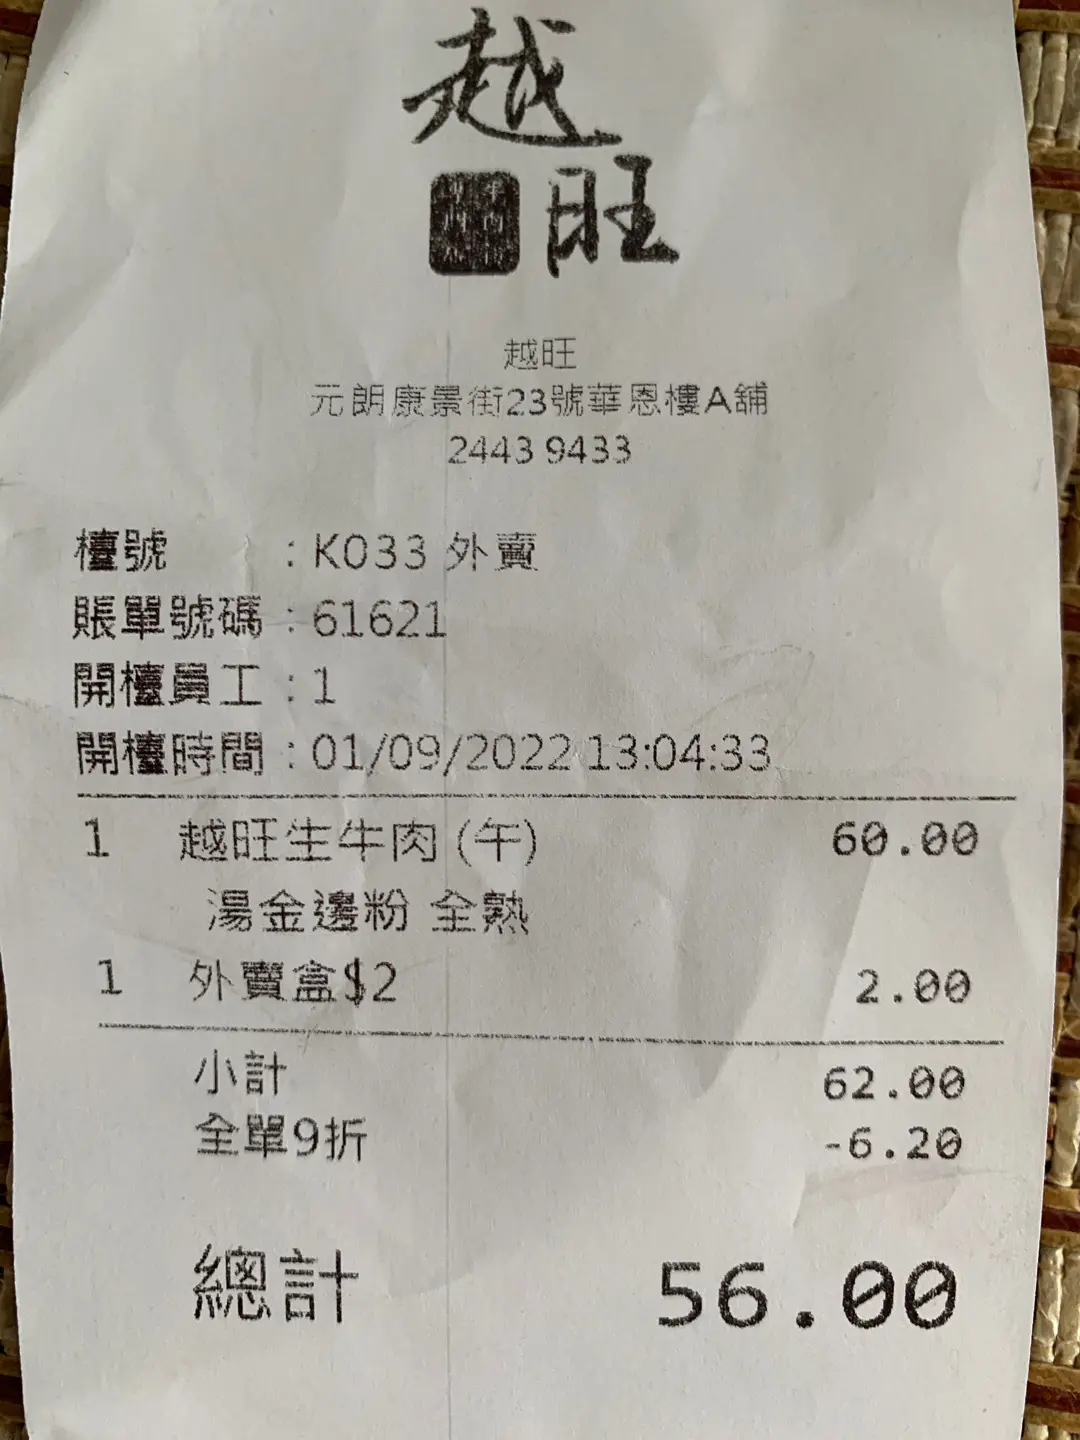 越
旺
越旺
元朗康景街23號華恩樓A舖
2443 9433
檯號 : K033 外賣
賬單號碼 : 61621
開檯員工 : 1
開檯時間 : 01/09/2022 13:04:33
1 越旺生牛肉 (午) 60.00
湯金邊粉 全熟
1 外賣盒$2 2.00
小計 62.00
全單9折 -6.20
總計 56.00